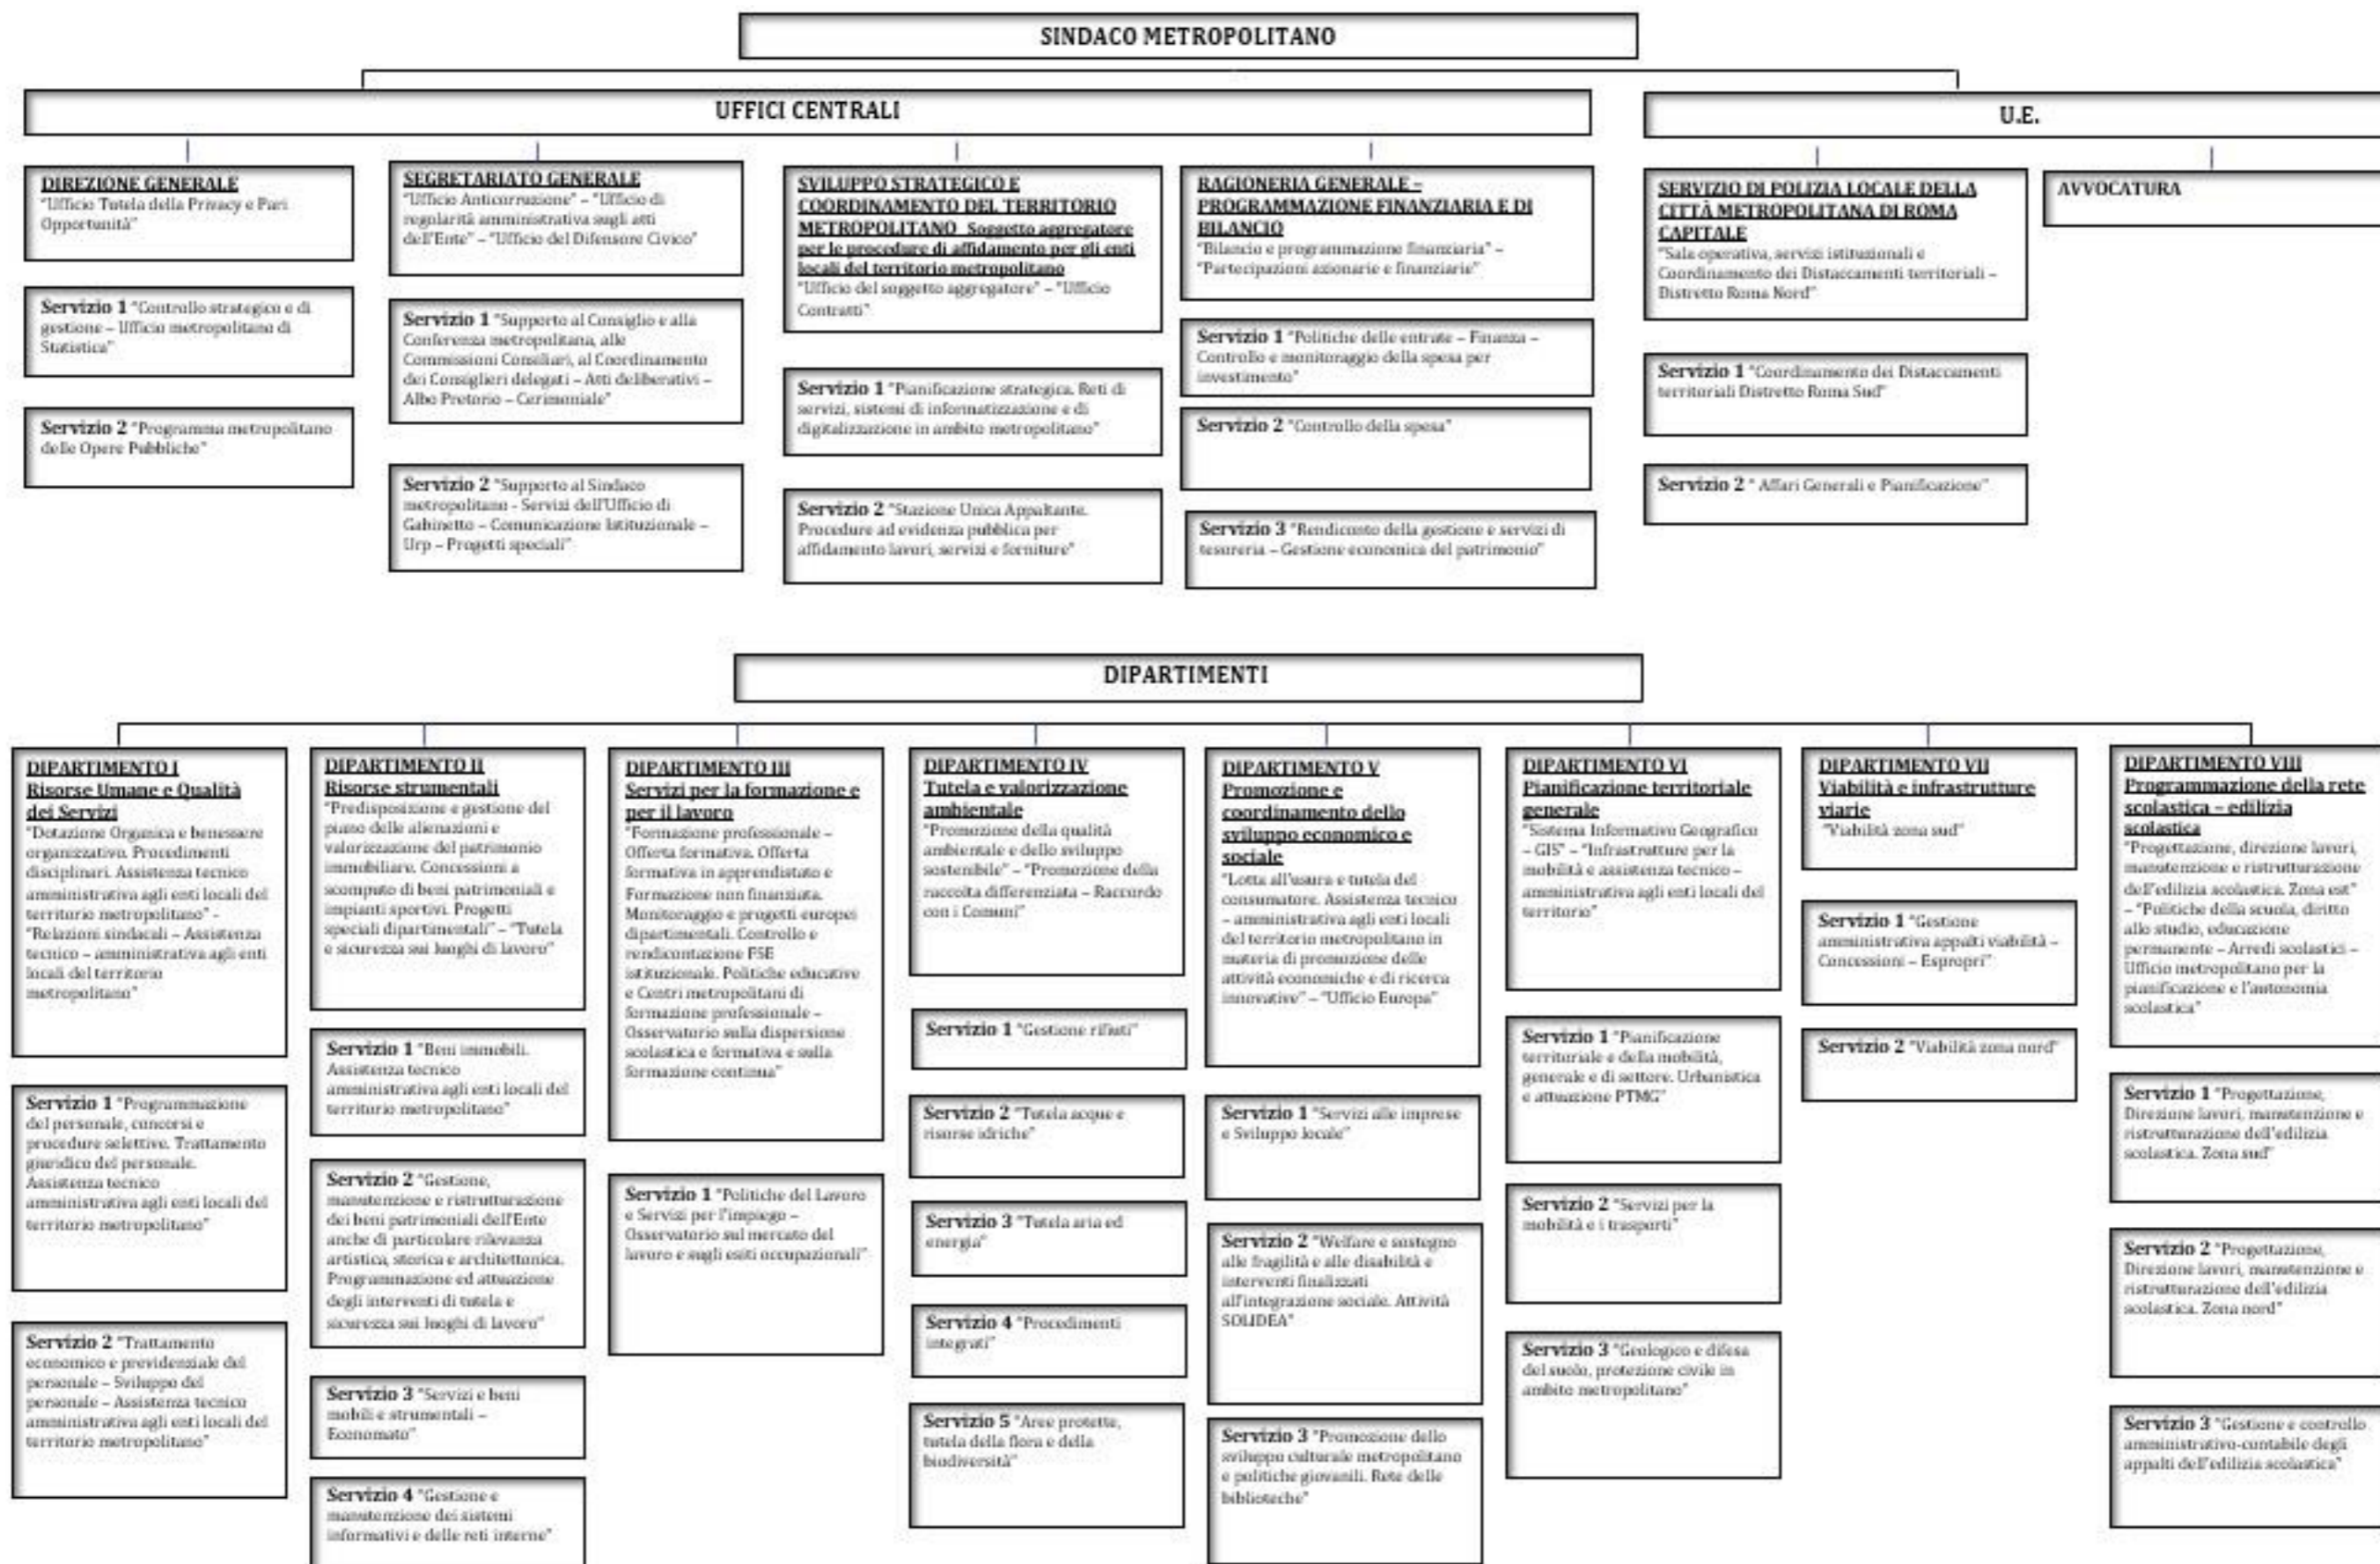 SINDACO METROPOLITANO
UFFICI CENTRALI
U.E.
DIREZIONE GENERALE
"Ufficio Tutela della Privacy e Pari
Opportunità"
Servizio 1 "Controllo strategico e di
gestione – Ufficio metropolitano di
Statistica"
Servizio 2 "Programma metropolitano
delle Opere Pubbliche"
SEGRETARIATO GENERALE
"Ufficio Anticorruzione" – "Ufficio di
regolarità amministrativa sugli atti
dell'Ente" – "Ufficio del Difensore Civico"
Servizio 1 "Supporto al Consiglio e alla
Conferenza metropolitana, alle
Commissioni Consiliari, al Coordinamento
dei Consiglieri delegati – Atti deliberativi –
Albo Pretorio – Cerimoniale"
Servizio 2 "Supporto al Sindaco
metropolitano - Servizi dell'Ufficio di
Gabinetto – Comunicazione Istituzionale –
Urp – Progetti speciali"
SVILUPPO STRATEGICO E
COORDINAMENTO DEL TERRITORIO
METROPOLITANO Soggetto aggregatore
per le procedure di affidamento per gli enti
locali del territorio metropolitano
"Ufficio del soggetto aggregatore" – "Ufficio
Contratti"
Servizio 1 "Pianificazione strategica. Reti di
servizi, sistemi di informatizzazione e di
digitalizzazione in ambito metropolitano"
Servizio 2 "Stazione Unica Appaltante.
Procedure ad evidenza pubblica per
affidamento lavori, servizi e forniture"
RAGIONERIA GENERALE –
PROGRAMMAZIONE FINANZIARIA E DI
BILANCIO
"Bilancio e programmazione finanziaria" –
"Partecipazioni azionarie e finanziarie"
Servizio 1 "Politiche delle entrate – Finanza –
Controllo e monitoraggio della spesa per
investimento"
Servizio 2 "Controllo della spesa"
Servizio 3 "Rendiconto della gestione e servizi di
tesoreria – Gestione economica del patrimonio"
SERVIZIO DI POLIZIA LOCALE DELLA
CITTÀ METROPOLITANA DI ROMA
CAPITALE
"Sala operativa, servizi istituzionali e
Coordinamento dei Distaccamenti territoriali –
Distretto Roma Nord"
Servizio 1 "Coordinamento dei Distaccamenti
territoriali Distretto Roma Sud"
Servizio 2 " Affari Generali e Pianificazione"
AVVOCATURA
DIPARTIMENTI
DIPARTIMENTO I
Risorse Umane e Qualità
dei Servizi
"Dotazione Organica e benessere
organizzativo. Procedimenti
disciplinari. Assistenza tecnico
amministrativa agli enti locali del
territorio metropolitano" -
"Relazioni sindacali – Assistenza
tecnico – amministrativa agli enti
locali del territorio
metropolitano"
Servizio 1 "Programmazione
del personale, concorsi e
procedure selettive. Trattamento
giuridico del personale.
Assistenza tecnico
amministrativa agli enti locali del
territorio metropolitano"
Servizio 2 "Trattamento
economico e previdenziale del
personale – Sviluppo del
personale – Assistenza tecnico
amministrativa agli enti locali del
territorio metropolitano"
DIPARTIMENTO II
Risorse strumentali
"Predisposizione e gestione del
piano delle alienazioni e
valorizzazione del patrimonio
immobiliare. Concessioni a
scomputo di beni patrimoniali e
impianti sportivi. Progetti
speciali dipartimentali" – "Tutela
e sicurezza sui luoghi di lavoro"
Servizio 1 "Beni immobili.
Assistenza tecnico
amministrativa agli enti locali del
territorio metropolitano"
Servizio 2 "Gestione,
manutenzione e ristrutturazione
dei beni patrimoniali dell'Ente
anche di particolare rilevanza
artistica, storica e architettonica.
Programmazione ed attuazione
degli interventi di tutela e
sicurezza sui luoghi di lavoro"
Servizio 3 "Servizi e beni
mobili e strumentali –
Economato"
Servizio 4 "Gestione e
manutenzione dei sistemi
informativi e delle reti interne"
DIPARTIMENTO III
Servizi per la formazione e
per il lavoro
"Formazione professionale –
Offerta formativa. Offerta
formativa in apprendistato e
Formazione non finanziata.
Monitoraggio e progetti europei
dipartimentali. Controllo e
rendicontazione FSE
istituzionale. Politiche educative
e Centri metropolitani di
formazione professionale –
Osservatorio sulla dispersione
scolastica e formativa e sulla
formazione continua"
Servizio 1 "Politiche del Lavoro
e Servizi per l'impiego –
Osservatorio sul mercato del
lavoro e sugli esiti occupazionali"
DIPARTIMENTO IV
Tutela e valorizzazione
ambientale
"Promozione della qualità
ambientale e dello sviluppo
sostenibile" – "Promozione della
raccolta differenziata – Raccordo
con i Comuni"
Servizio 1 "Gestione rifiuti"
Servizio 2 "Tutela acque e
risorse idriche"
Servizio 3 "Tutela aria ed
energia"
Servizio 4 "Procedimenti
integrati"
Servizio 5 "Aree protette,
tutela della flora e della
biodiversità"
DIPARTIMENTO V
Promozione e
coordinamento dello
sviluppo economico e
sociale
"Lotta all'usura e tutela del
consumatore. Assistenza tecnico
– amministrativa agli enti locali
del territorio metropolitano in
materia di promozione delle
attività economiche e di ricerca
innovative" – "Ufficio Europa"
Servizio 1 "Servizi alle imprese
e Sviluppo locale"
Servizio 2 "Welfare e sostegno
alle fragilità e alle disabilità e
interventi finalizzati
all'integrazione sociale. Attività
SOLIDEA"
Servizio 3 "Promozione dello
sviluppo culturale metropolitano
e politiche giovanili. Rete delle
biblioteche"
DIPARTIMENTO VI
Pianificazione territoriale
generale
"Sistema Informativo Geografico
– GIS" – "Infrastrutture per la
mobilità e assistenza tecnico –
amministrativa agli enti locali del
territorio"
Servizio 1 "Pianificazione
territoriale e della mobilità,
generale e di settore. Urbanistica
e attuazione PTMG"
Servizio 2 "Servizi per la
mobilità e i trasporti"
Servizio 3 "Geologico e difesa
del suolo, protezione civile in
ambito metropolitano"
DIPARTIMENTO VII
Viabilità e infrastrutture
viarie
"Viabilità zona sud"
Servizio 1 "Gestione
amministrativa appalti viabilità –
Concessioni – Espropri"
Servizio 2 "Viabilità zona nord"
DIPARTIMENTO VIII
Programmazione della rete
scolastica – edilizia
scolastica
"Progettazione, direzione lavori,
manutenzione e ristrutturazione
dell'edilizia scolastica. Zona est"
– "Politiche della scuola, diritto
allo studio, educazione
permanente – Arredi scolastici –
Ufficio metropolitano per la
pianificazione e l'autonomia
scolastica"
Servizio 1 "Progettazione,
Direzione lavori, manutenzione e
ristrutturazione dell'edilizia
scolastica. Zona sud"
Servizio 2 "Progettazione,
Direzione lavori, manutenzione e
ristrutturazione dell'edilizia
scolastica. Zona nord"
Servizio 3 "Gestione e controllo
amministrativo-contabile degli
appalti dell'edilizia scolastica"